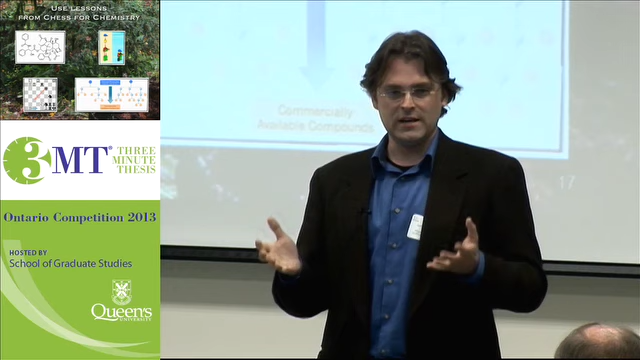 USE LESSONS
FROM CHESS FOR CHEMISTRY
3MT® THREE
MINUTE
THESIS
Ontario Competition 2013
HOSTED BY
School of Graduate Studies
Queen's
UNIVERSITY
Commercially
Available Compounds
17